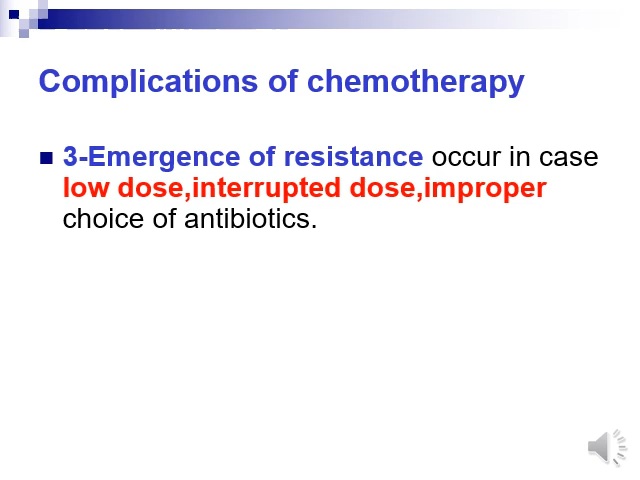 Complications of chemotherapy
3-Emergence of resistance occur in case
low dose,interrupted dose,improper
choice of antibiotics.